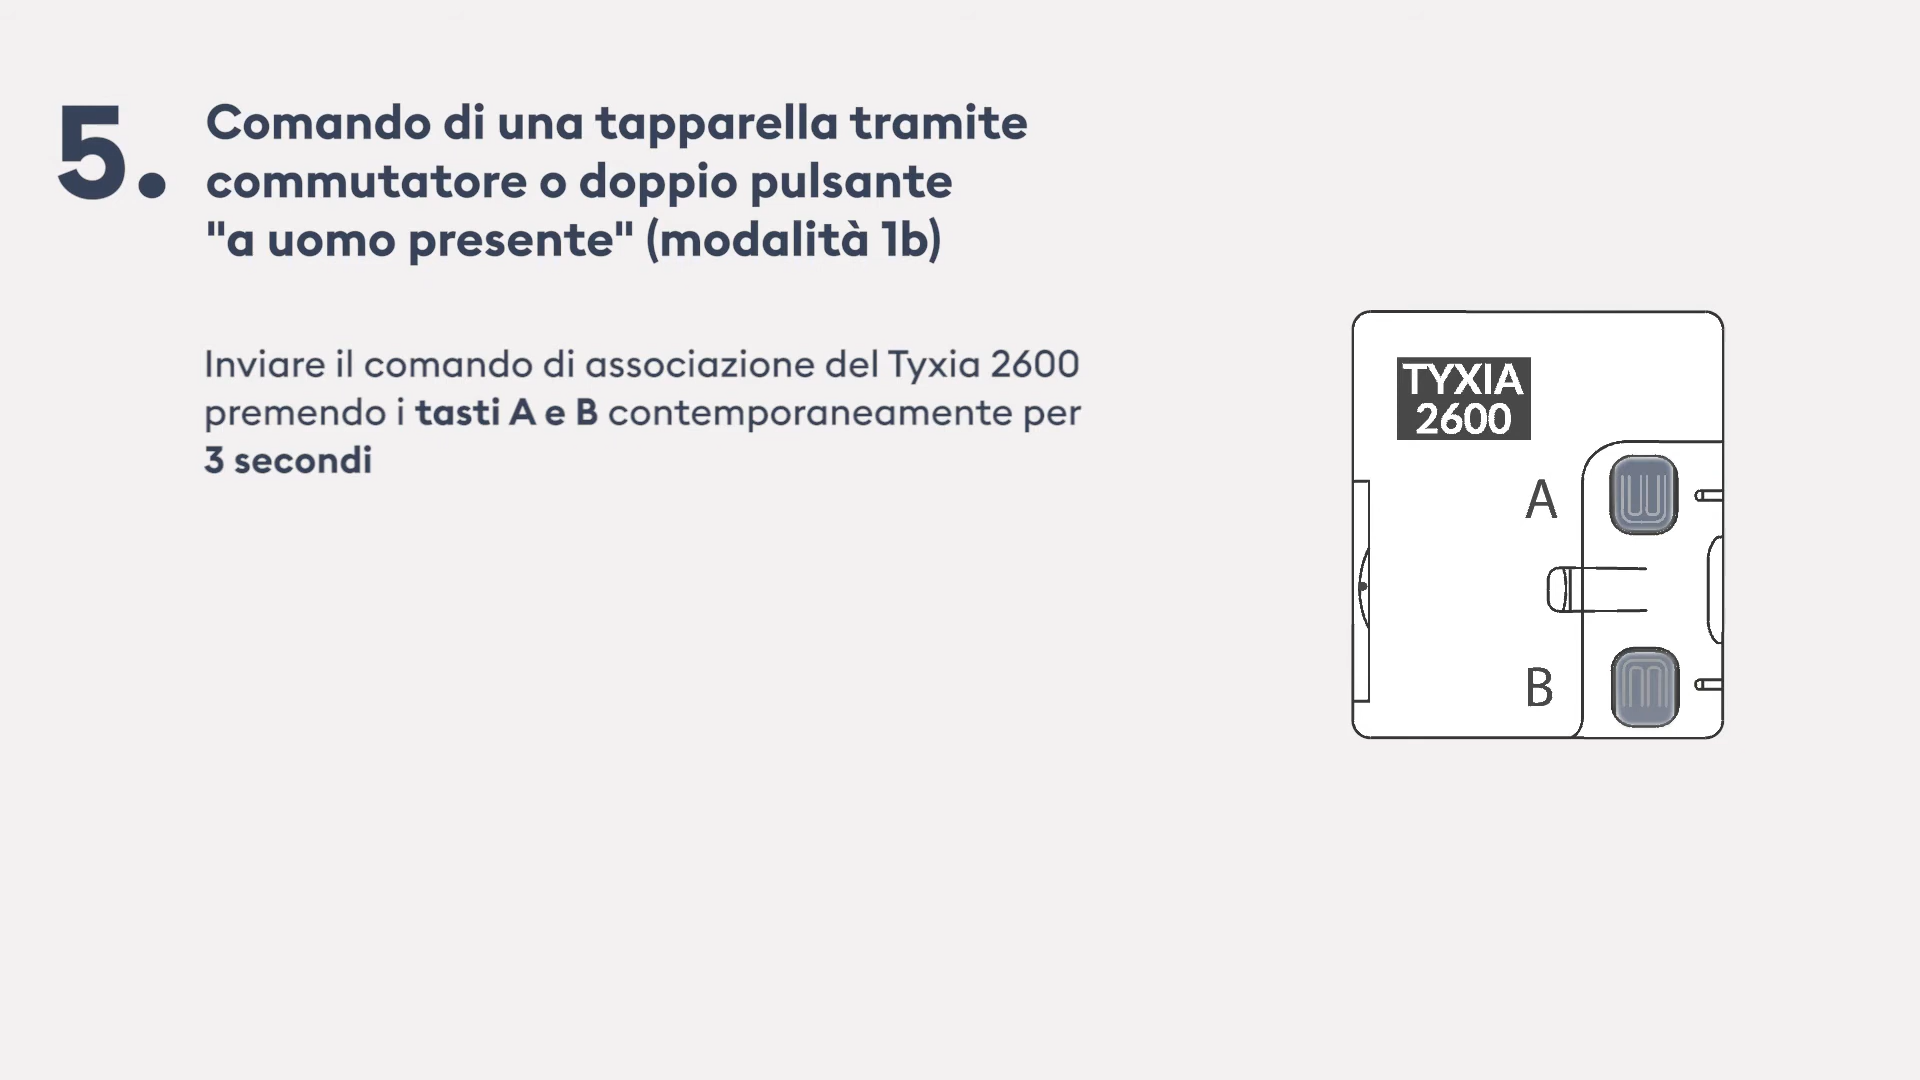 5.
Comando di una tapparella tramite
commutatore o doppio pulsante
"a uomo presente" (modalità 1b)
Inviare il comando di associazione del Tyxia 2600
premendo i tasti A e B contemporaneamente per
3 secondi
TYXIA
2600
A
B